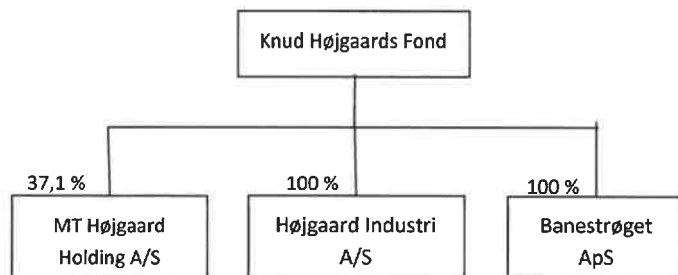 Knud Højgaards Fond
37,1 %
100 %
100 %
MT Højgaard
Holding A/S
Højgaard Industri
A/S
Banestrøget
ApS